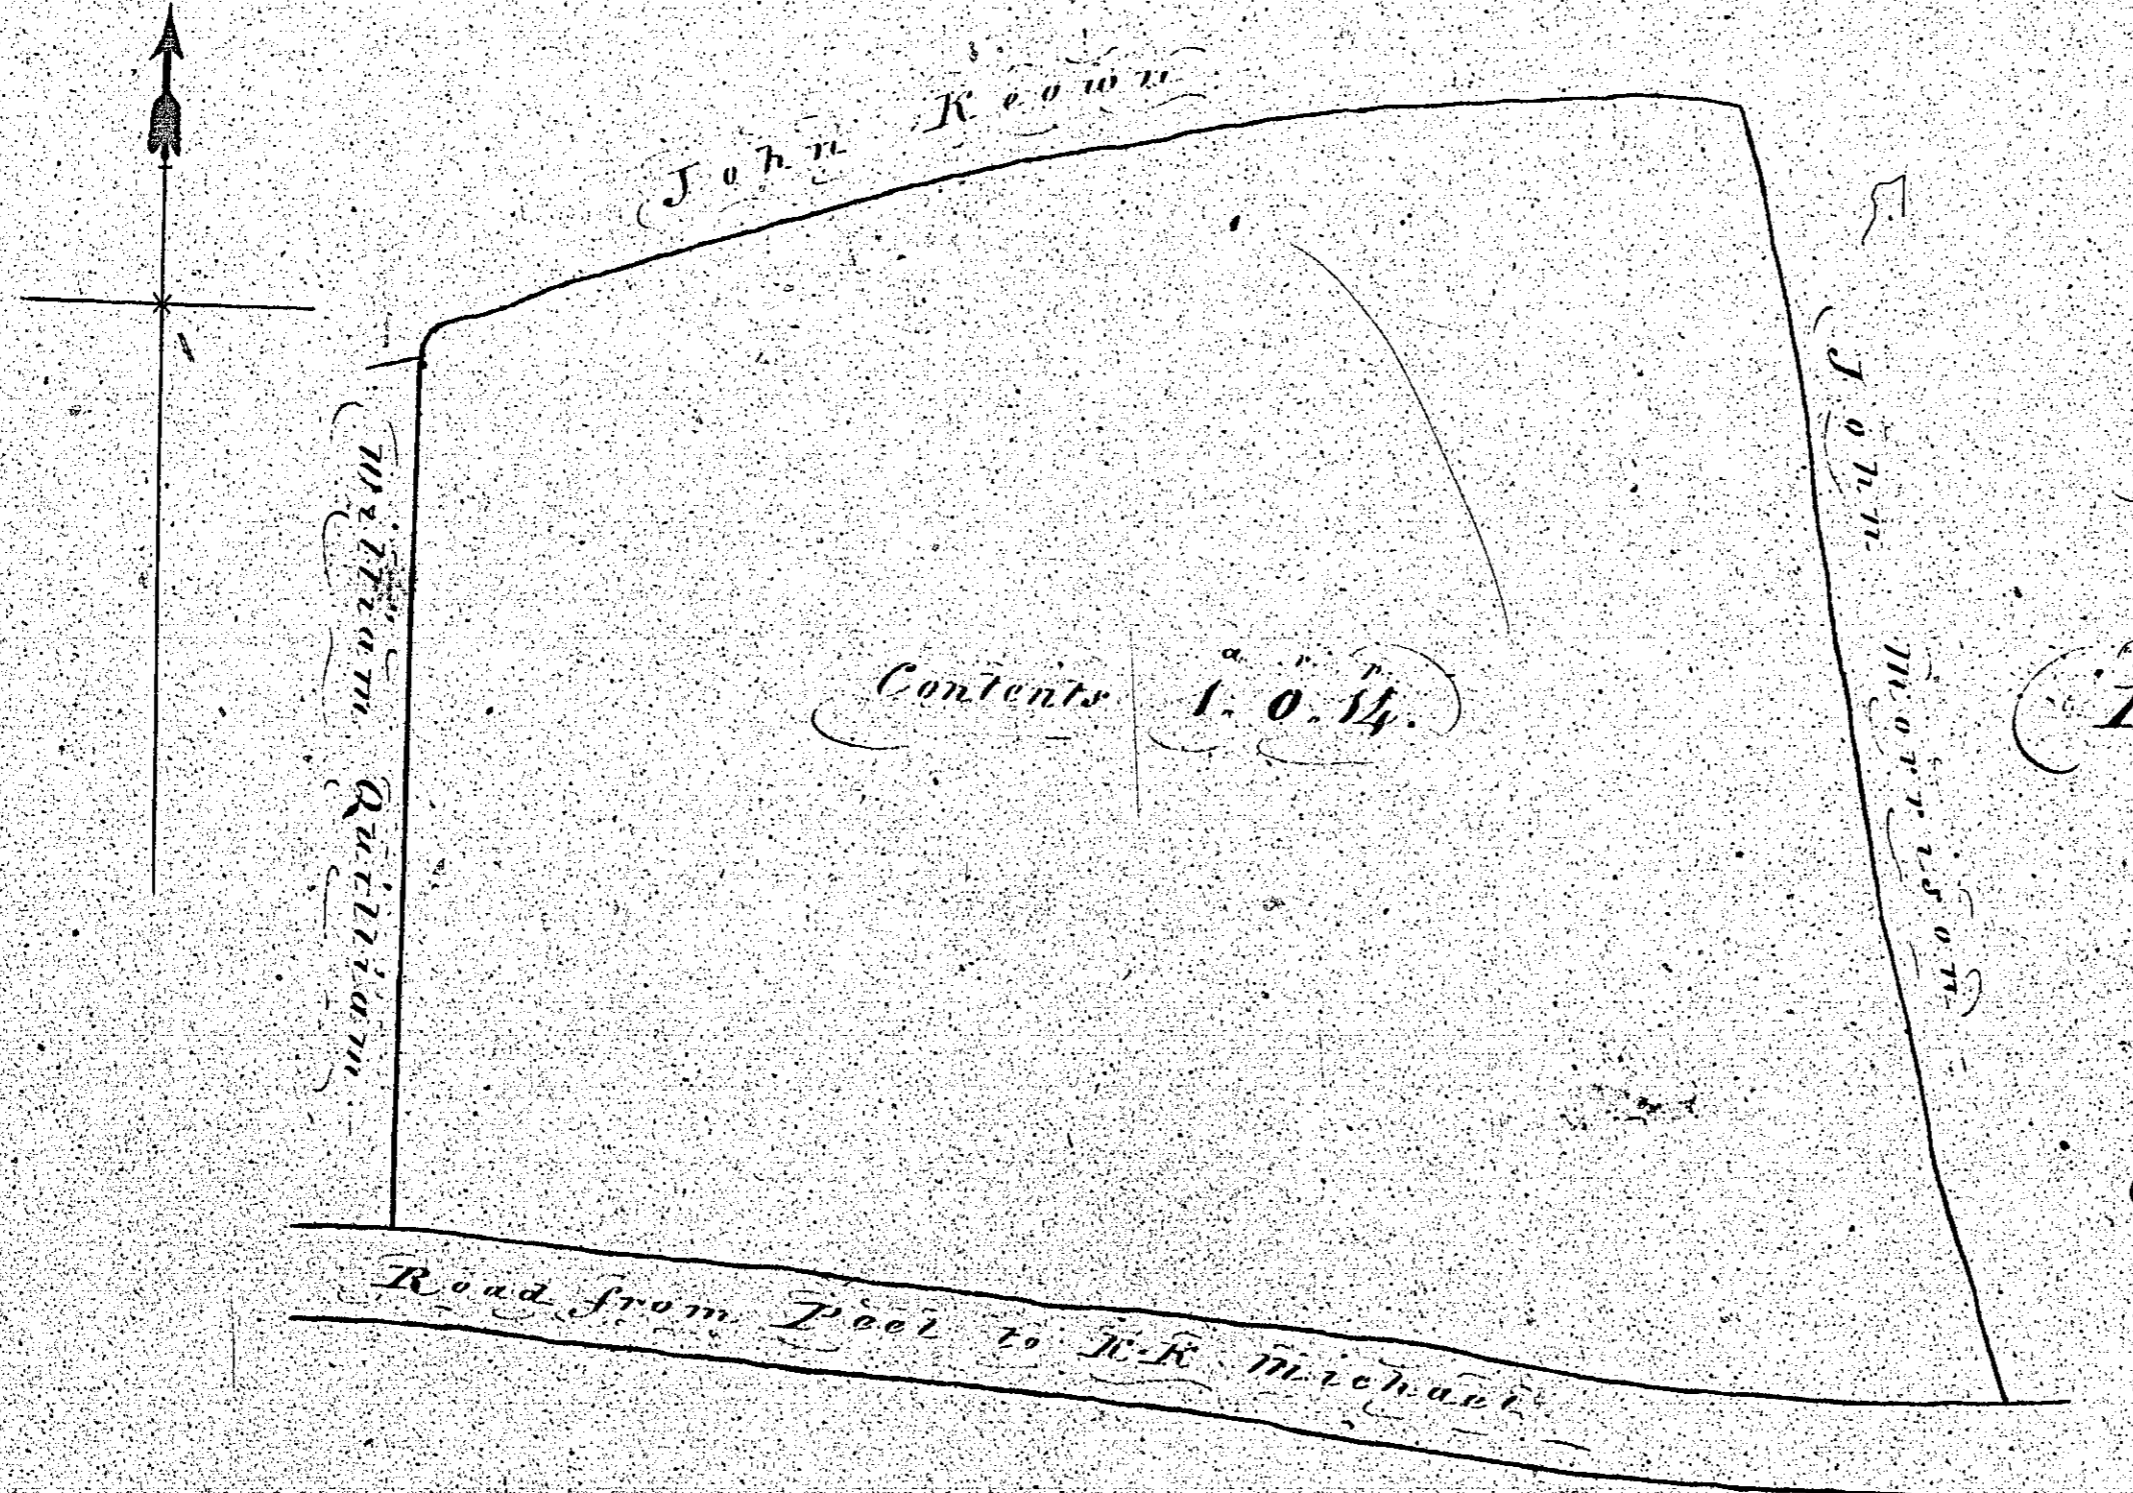 John Keown
William Quilliam
John Morrison
a r p
Contents 1. 0. 14.
Road from Peel to K.K Michael